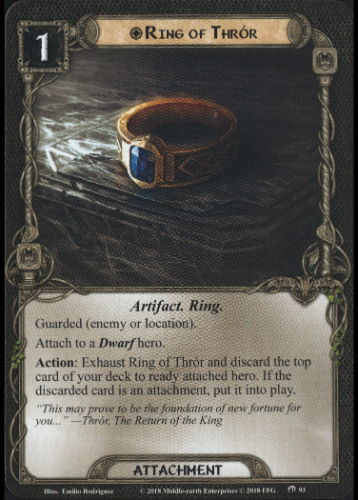 1
Ring of Thrór
Artifact. Ring.
Guarded (enemy or location).
Attach to a Dwarf hero.
Action: Exhaust Ring of Thrór and discard the top
card of your deck to ready attached hero. If the
discarded card is an attachment, put it into play.
"This may prove to be the foundation of new fortune for
you..." —Thrór, The Return of the King
ATTACHMENT
Illus. Emilio Rodriguez © 2018 Middle-earth Enterprises © 2018 FFG 93